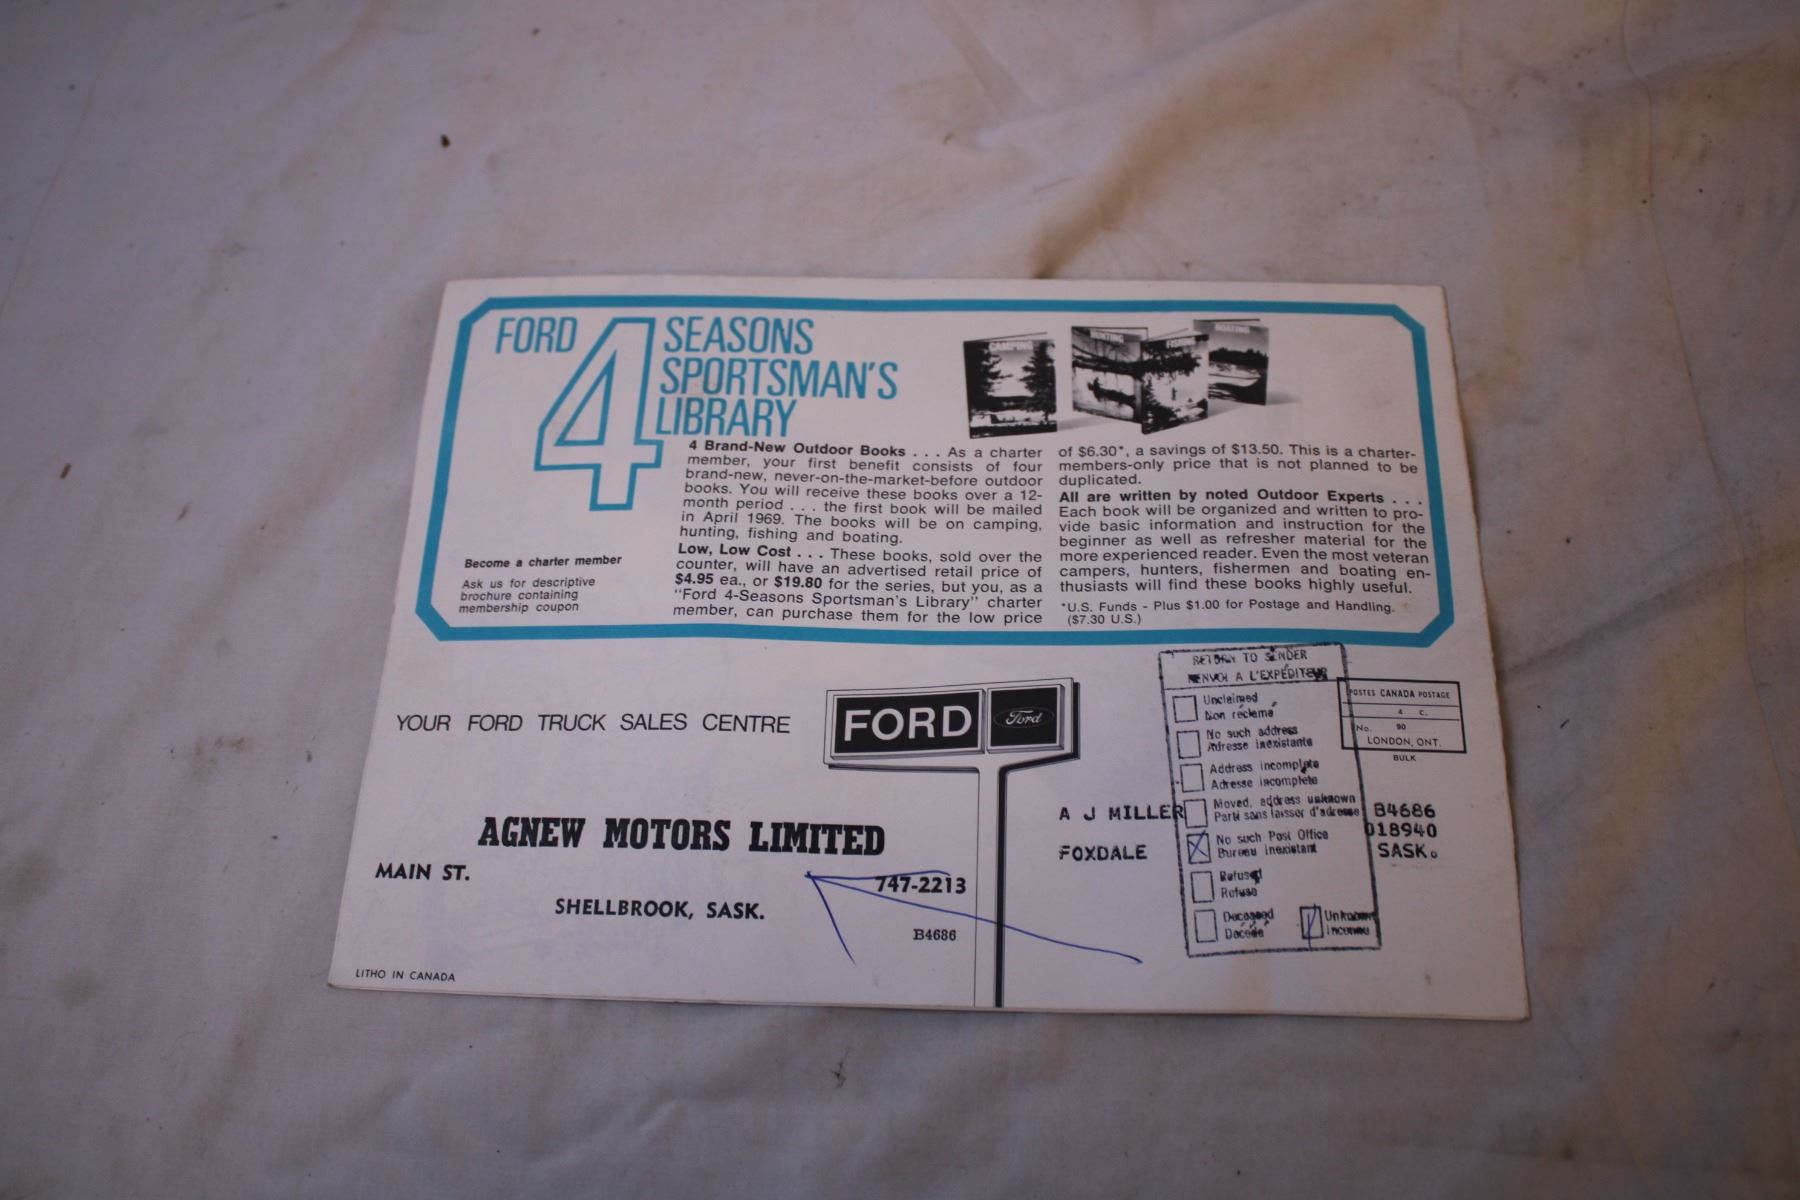 FORD 4 SEASONS
SPORTSMAN'S
LIBRARY
CAMPING
HUNTING
FISHING
BOATING
Become a charter member
Ask us for descriptive
brochure containing
membership coupon
4 Brand-New Outdoor Books . . . As a charter
member, your first benefit consists of four
brand-new, never-on-the-market-before outdoor
books. You will receive these books over a 12-
month period . . . the first book will be mailed
in April 1969. The books will be on camping,
hunting, fishing and boating.
Low, Low Cost . . . These books, sold over the
counter, will have an advertised retail price of
$4.95 ea., or $19.80 for the series, but you, as a
"Ford 4-Seasons Sportsman's Library" charter
member, can purchase them for the low price
of $6.30*, a savings of $13.50. This is a charter-
members-only price that is not planned to be
duplicated.
All are written by noted Outdoor Experts . . .
Each book will be organized and written to pro-
vide basic information and instruction for the
beginner as well as refresher material for the
more experienced reader. Even the most veteran
campers, hunters, fishermen and boating en-
thusiasts will find these books highly useful.
*U.S. Funds - Plus $1.00 for Postage and Handling.
($7.30 U.S.)
YOUR FORD TRUCK SALES CENTRE
FORD
Ford
AGNEW MOTORS LIMITED
MAIN ST.
747-2213
SHELLBROOK, SASK.
B4686
LITHO IN CANADA
RETURN TO SENDER
RENVOI A L'EXPÉDITEUR
Unclaimed
Non réclamé
No such address
Adresse inexistante
Address incomplete
Adresse incomplete
Moved, address unknown
Parti sans laisser d'adresse
No such Post Office
Bureau inexistant
Refused
Refuse
Deceased
Décédé
Unknown
Inconnu
POSTES CANADA POSTAGE
4 C.
No. 90
LONDON, ONT.
BULK
A J MILLER B4686
018940
FOXDALE SASK.